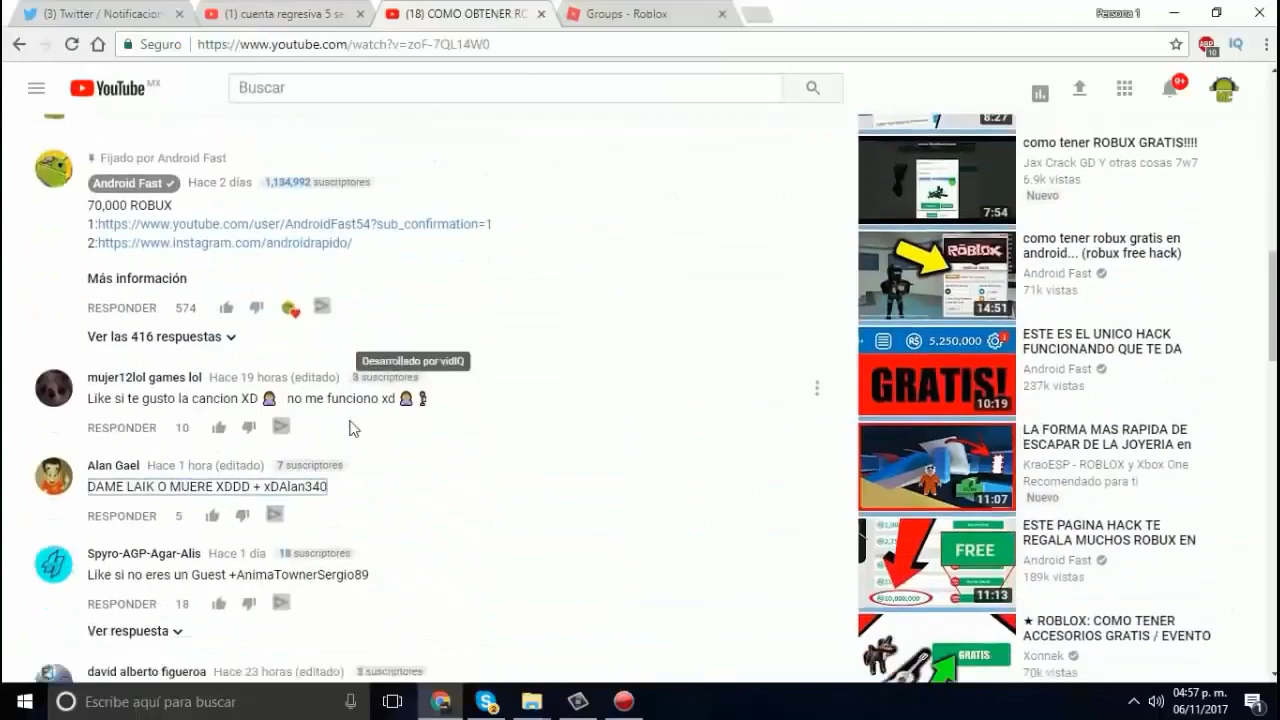 (3) Twitter / Notificacion
(1) cuenta regresiva 5 se
(18) COMO OBTENER RO
Groups - Roblox
Persona 1
Seguro
https://www.youtube.com/watch?v=zoF-7QL14W0
ABP
10
IQ
YouTube MX
Buscar
9+
Fijado por Android Fast
Android Fast
Hace 2 días
1,134,992 suscriptores
70,000 ROBUX
1:https://www.youtube.com/user/AndroidFast54?sub_confirmation=1
2:https://www.instagram.com/androidrapido/
Más información
RESPONDER 574
Ver las 416 respuestas
Desarrollado por vidIQ
mujer12lol games lol Hace 19 horas (editado) 3 suscriptores
Like si te gusto la cancion XD no me funciono xd
RESPONDER 10
Alan Gael Hace 1 hora (editado) 7 suscriptores
DAME LAIK O MUERE XDDD + xDAlan340
RESPONDER 5
Spyro-AGP-Agar-Alis Hace 1 día 18 suscriptores
Like si no eres un Guest +AnimaTownerSergio89
RESPONDER 13
Ver respuesta
david alberto figueroa Hace 23 horas (editado) suscriptores
8:27
como tener ROBUX GRATIS!!!!
Jax Crack GD Y otras cosas 7w7
6.9k vistas
Nuevo
7:54
como tener robux gratis en
android... (robux free hack)
Android Fast
71k vistas
ROBLOX
14:51
ESTE ES EL UNICO HACK
FUNCIONANDO QUE TE DA
Android Fast
237k vistas
R$ 5,250,000
GRATIS!
10:19
LA FORMA MAS RAPIDA DE
ESCAPAR DE LA JOYERIA en
KraoESP - ROBLOX y Xbox One
Recomendado para ti
Nuevo
11:07
ESTE PAGINA HACK TE
REGALA MUCHOS ROBUX EN
Android Fast
189k vistas
FREE
11:13
★ ROBLOX: COMO TENER
ACCESORIOS GRATIS / EVENTO
Xonnek
70k vistas
GRATIS
Escribe aquí para buscar
04:57 p. m.
06/11/2017